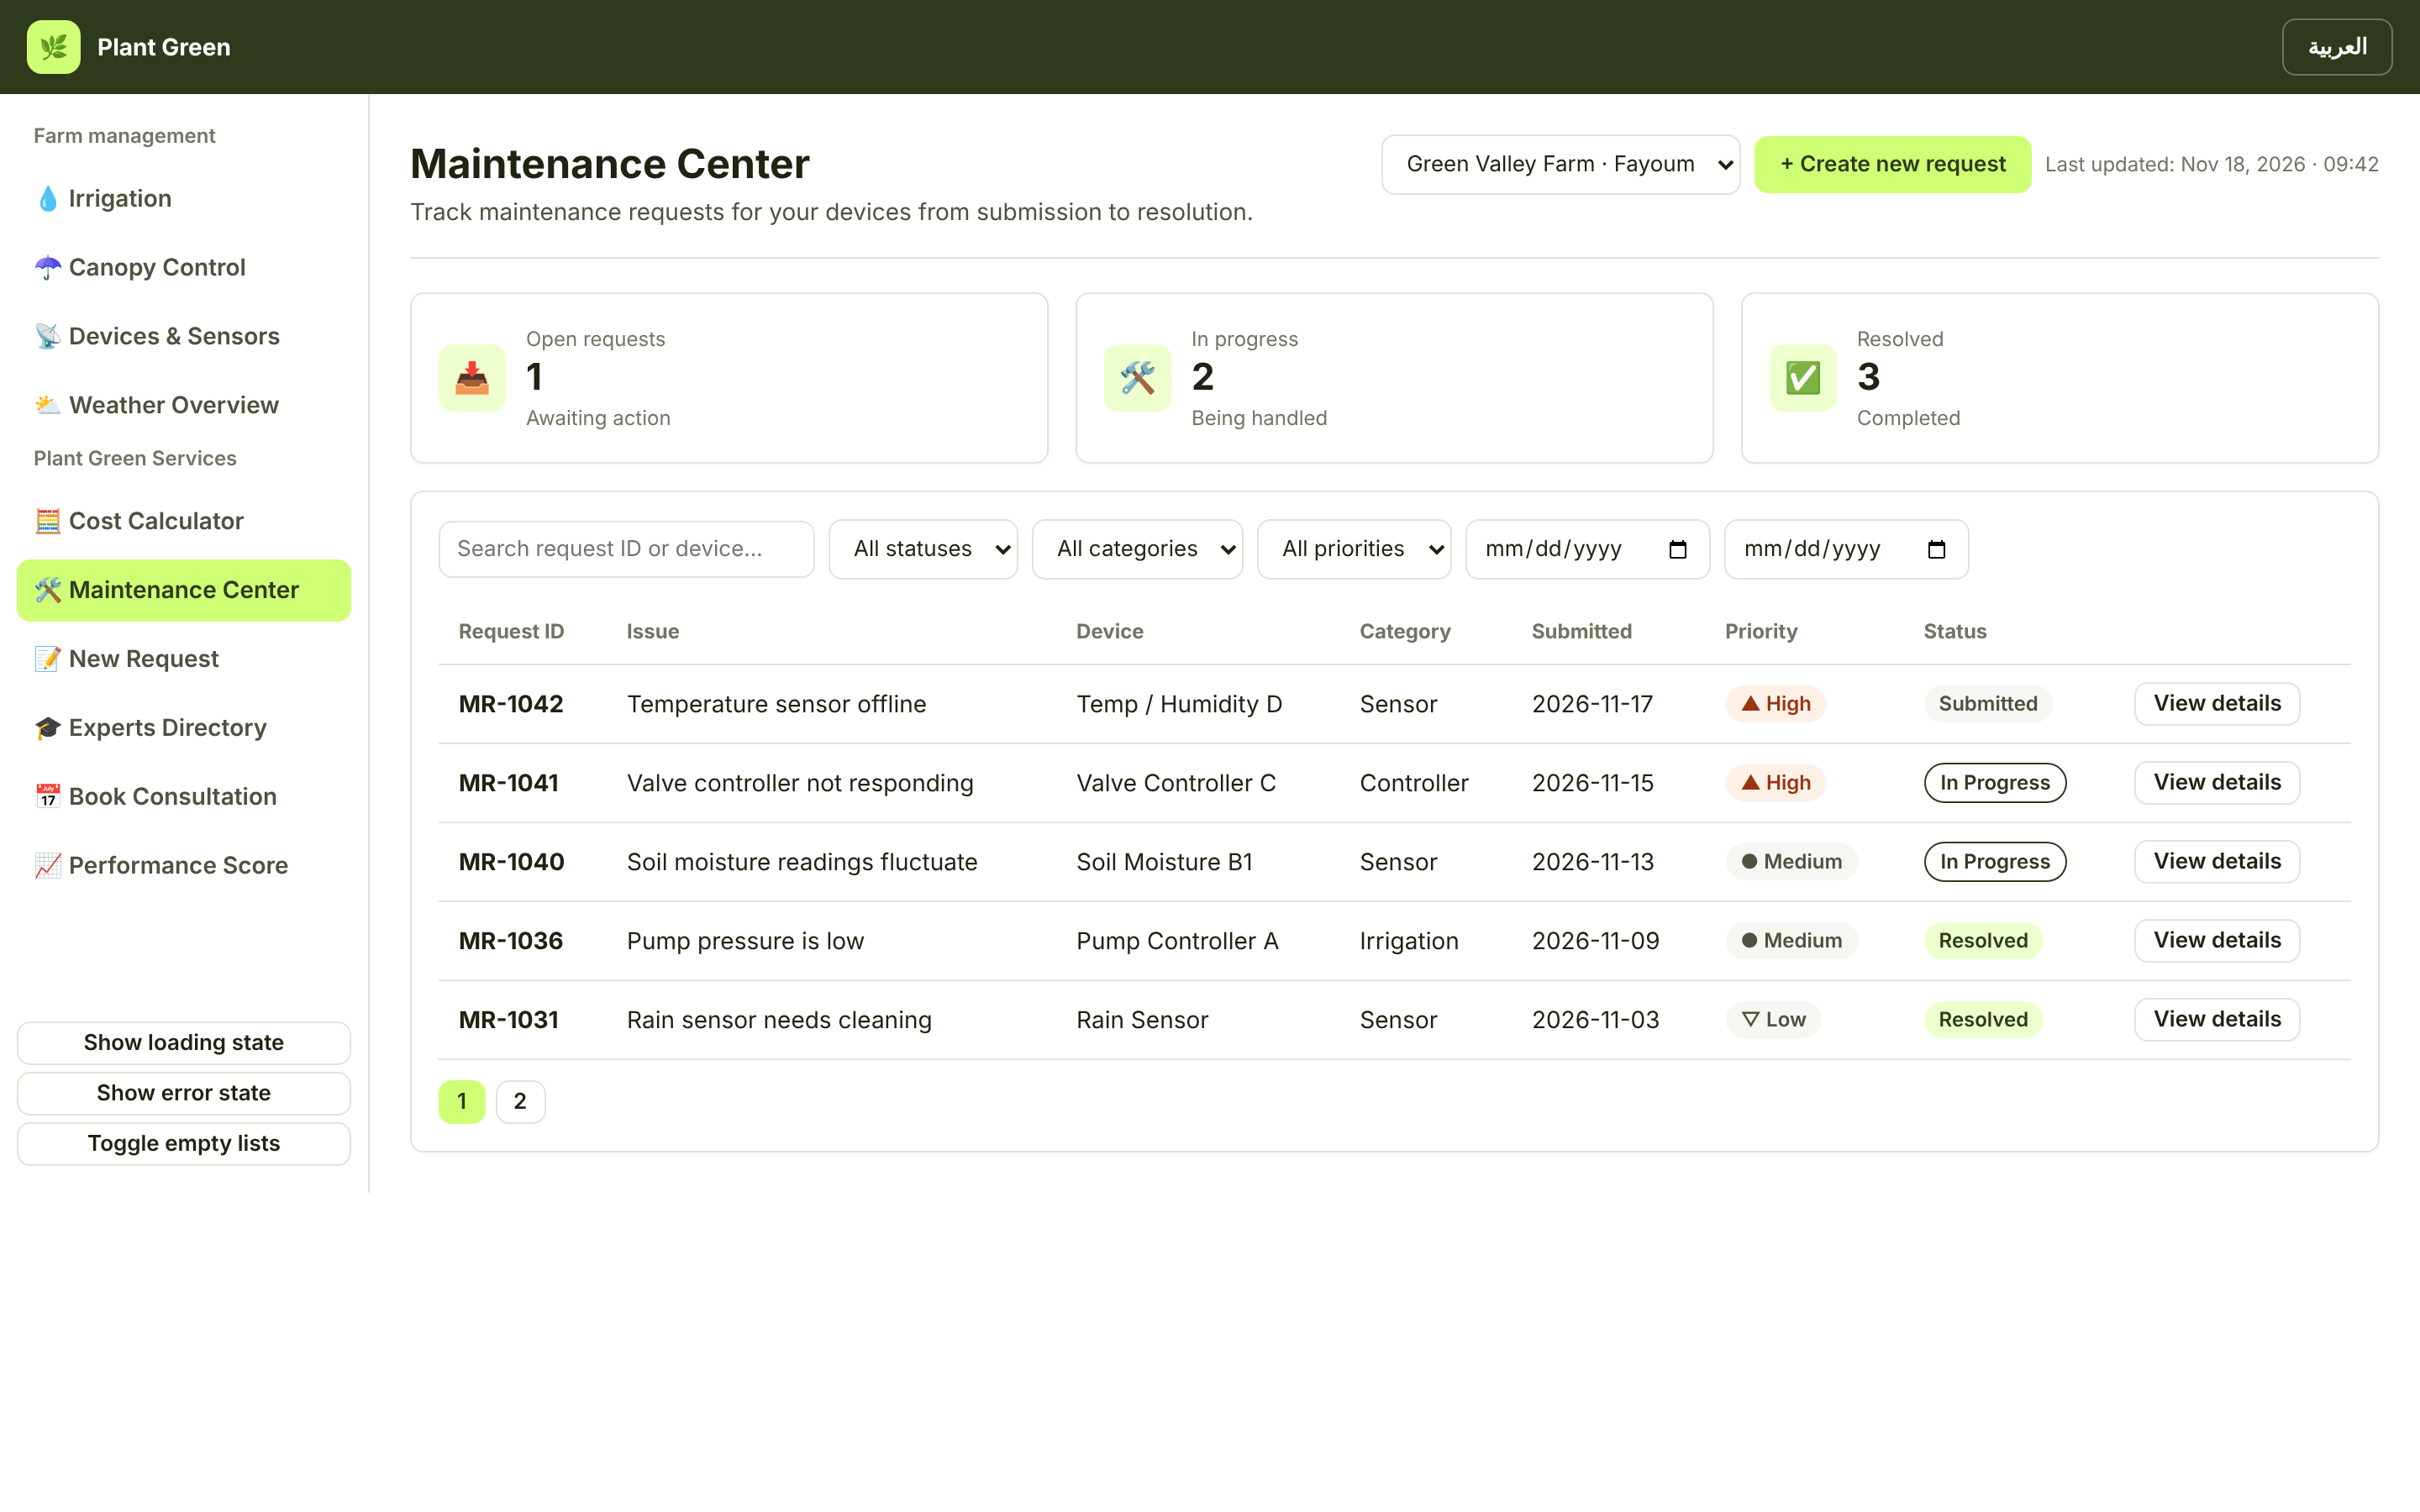 Plant Green
العربية
Farm management
Irrigation
Canopy Control
Devices & Sensors
Weather Overview
Plant Green Services
Cost Calculator
Maintenance Center
New Request
Experts Directory
Book Consultation
Performance Score
Show loading state
Show error state
Toggle empty lists
Maintenance Center
Track maintenance requests for your devices from submission to resolution.
Green Valley Farm · Fayoum
+ Create new request
Last updated: Nov 18, 2026 · 09:42
Open requests
1
Awaiting action
In progress
2
Being handled
Resolved
3
Completed
Search request ID or device...
All statuses
All categories
All priorities
mm/dd/yyyy
mm/dd/yyyy
Request ID Issue Device Category Submitted Priority Status
MR-1042 Temperature sensor offline Temp / Humidity D Sensor 2026-11-17 ▲ High Submitted View details
MR-1041 Valve controller not responding Valve Controller C Controller 2026-11-15 ▲ High In Progress View details
MR-1040 Soil moisture readings fluctuate Soil Moisture B1 Sensor 2026-11-13 ● Medium In Progress View details
MR-1036 Pump pressure is low Pump Controller A Irrigation 2026-11-09 ● Medium Resolved View details
MR-1031 Rain sensor needs cleaning Rain Sensor Sensor 2026-11-03 ▽ Low Resolved View details
1 2